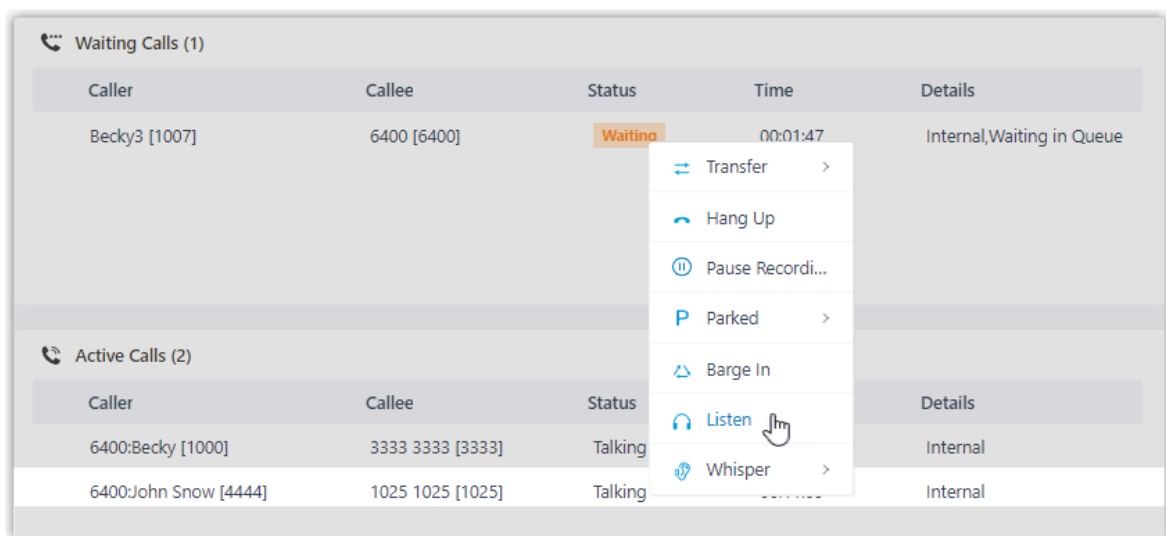 Waiting Calls (1)
Caller Callee Status Time Details
Becky3 [1007] 6400 [6400] Waiting 00:01:47 Internal,Waiting in Queue
Transfer
Hang Up
Pause Recordi...
P Parked
Barge In
Listen
Whisper
Active Calls (2)
Caller Callee Status Details
6400:Becky [1000] 3333 3333 [3333] Talking Internal
6400:John Snow [4444] 1025 1025 [1025] Talking Internal